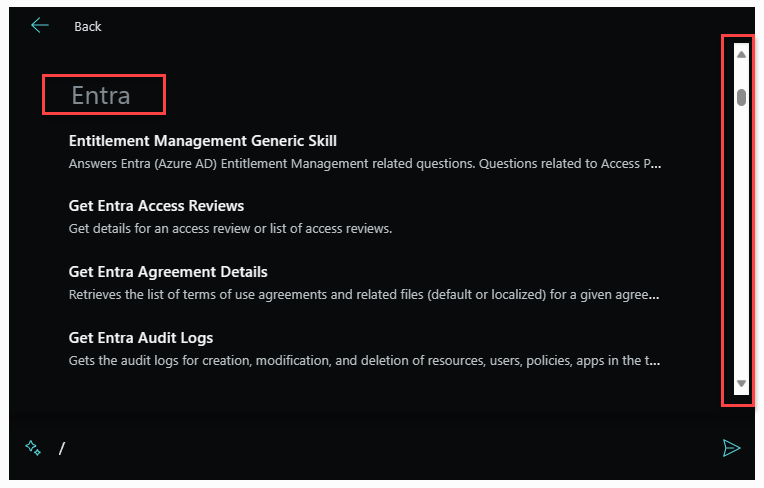 Back
Entra
Entitlement Management Generic Skill
Answers Entra (Azure AD) Entitlement Management related questions. Questions related to Access P...
Get Entra Access Reviews
Get details for an access review or list of access reviews.
Get Entra Agreement Details
Retrieves the list of terms of use agreements and related files (default or localized) for a given agree...
Get Entra Audit Logs
Gets the audit logs for creation, modification, and deletion of resources, users, policies, apps in the t...
/